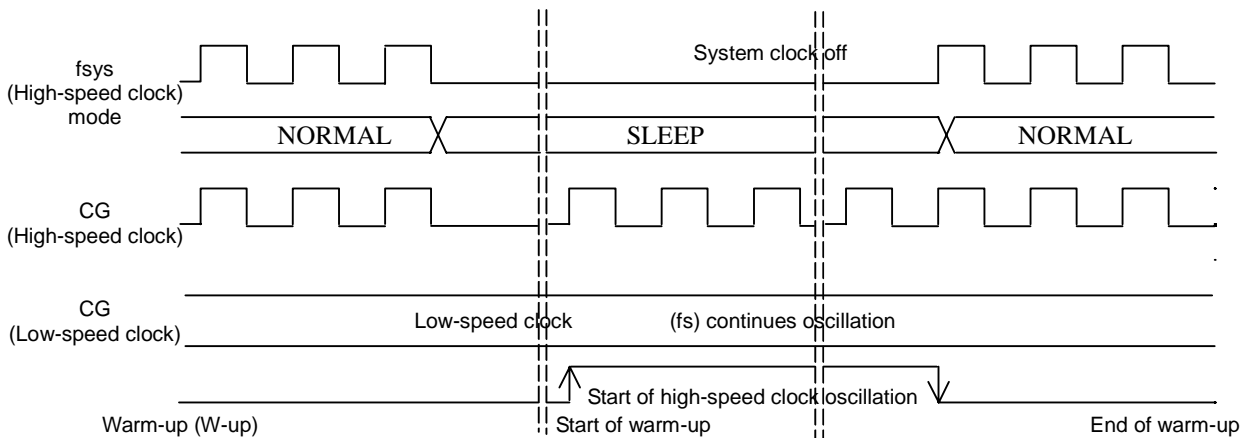 System clock off
fsys
(High-speed clock)
mode
NORMAL
SLEEP
NORMAL
CG
(High-speed clock)
CG
(Low-speed clock)
Low-speed clock
(fs) continues oscillation
Start of high-speed clock oscillation
Warm-up (W-up)
Start of warm-up
End of warm-up